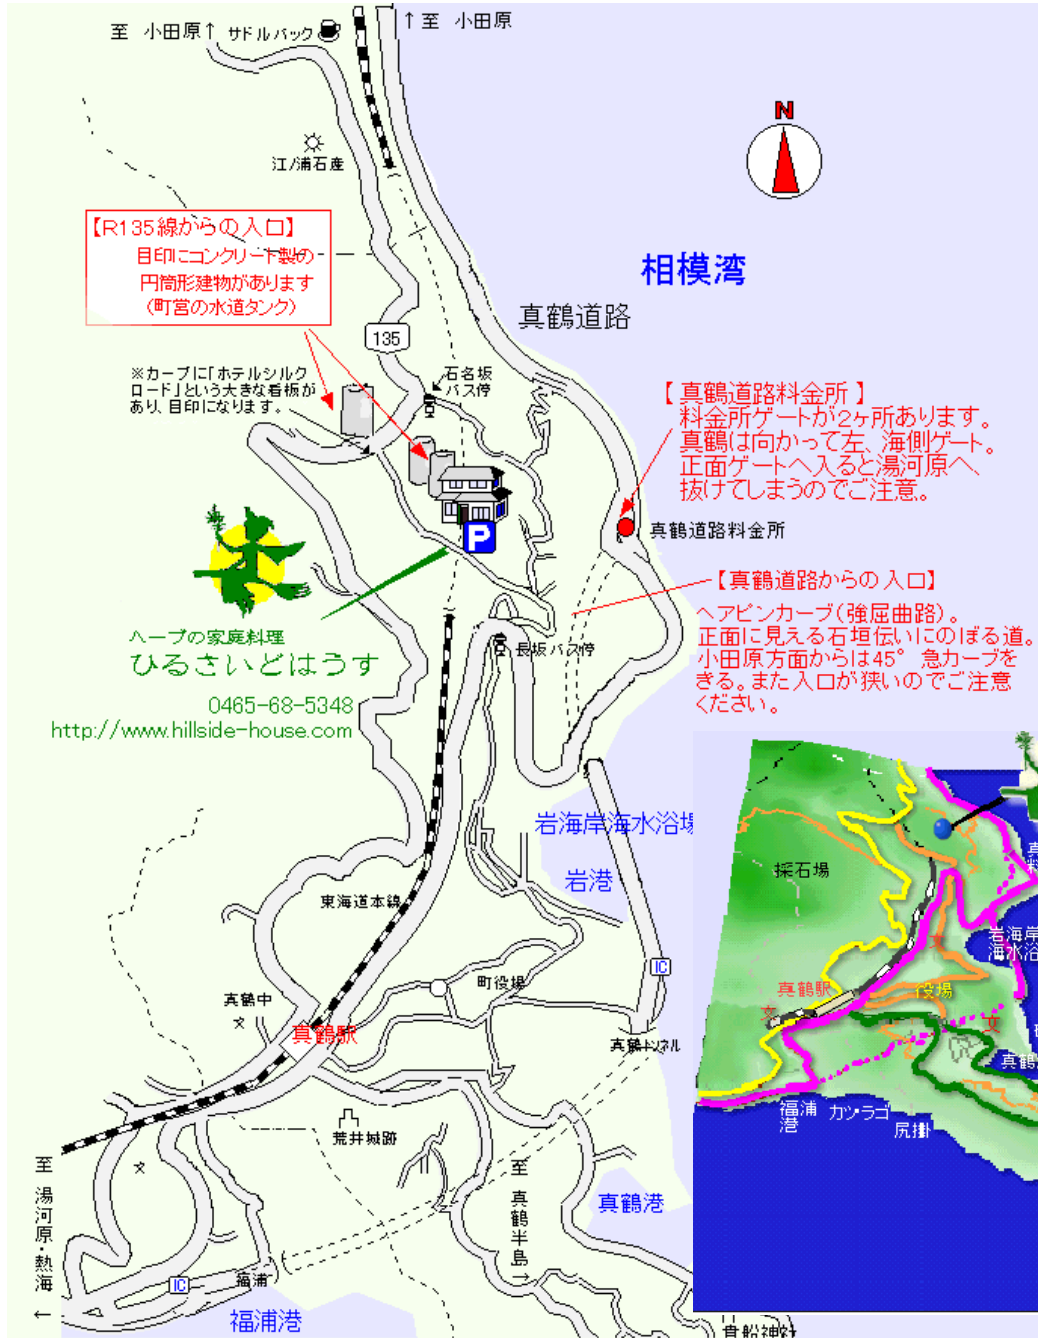 至 小田原↑
サドルバック
↑至 小田原
N
江ノ浦石産
【R135線からの入口】
目印にコンクリート製の
円筒形建物があります
(町営の水道タンク)
相模湾
真鶴道路
135
※カーブに「ホテルシルク
ロード」という大きな看板が
あり、目印になります。
石名坂
バス停
【 真鶴道路料金所 】
料金所ゲートが2ヶ所あります。
真鶴は向かって左、海側ゲート。
正面ゲートへ入ると湯河原へ、
抜けてしまうのでご注意。
P
真鶴道路料金所
【真鶴道路からの入口】
ヘアピンカーブ(強屈曲路)。
正面に見える石垣伝いにのぼる道。
小田原方面からは45°急カーブを
きる。また入口が狭いのでご注意
ください。
ハーブの家庭料理
ひるさいどはうす
0465-68-5348
http://www.hillside-house.com
長坂バス停
岩海岸海水浴場
岩港
東海道本線
IC
町役場
真鶴中
文
真鶴駅
真鶴トンネル
荒井城跡
文
至 湯河原・熱海 ←
至 真鶴半島→
真鶴港
IC
福浦
福浦港
貴船神社
採石場
岩海岸
海水浴
文
真鶴駅
役場
文
文
真鶴
福浦
港
カツラゴ
尻掛